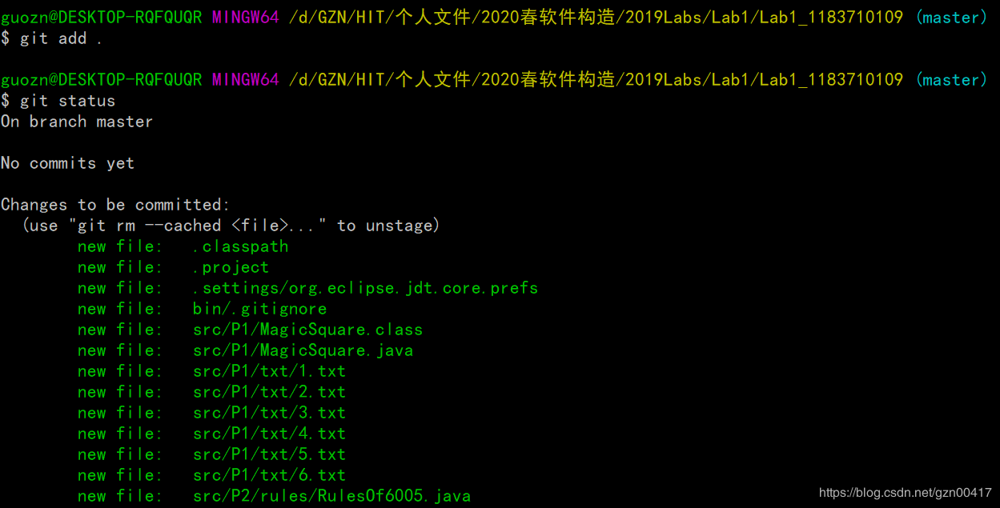 guozn@DESKTOP-RQFQUQR MINGW64 /d/GZN/HIT/个人文件/2020春软件构造/2019Labs/Lab1/Lab1_1183710109 (master)
$ git add .
guozn@DESKTOP-RQFQUQR MINGW64 /d/GZN/HIT/个人文件/2020春软件构造/2019Labs/Lab1/Lab1_1183710109 (master)
$ git status
On branch master
No commits yet
Changes to be committed:
(use "git rm --cached <file>..." to unstage)
new file: .classpath
new file: .project
new file: .settings/org.eclipse.jdt.core.prefs
new file: bin/.gitignore
new file: src/P1/MagicSquare.class
new file: src/P1/MagicSquare.java
new file: src/P1/txt/1.txt
new file: src/P1/txt/2.txt
new file: src/P1/txt/3.txt
new file: src/P1/txt/4.txt
new file: src/P1/txt/5.txt
new file: src/P1/txt/6.txt
new file: src/P2/rules/RulesOf6005.java
https://blog.csdn.net/gzn00417